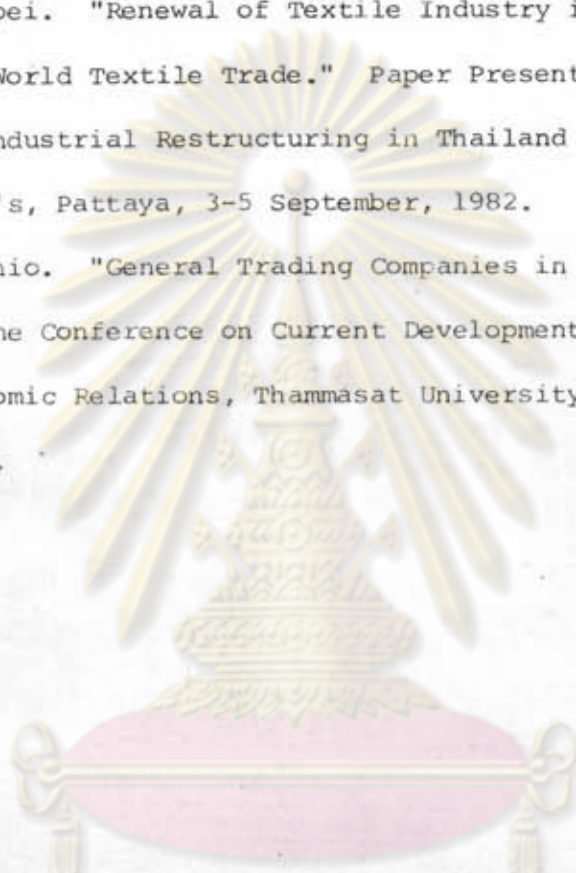 pei. "Renewal of Textile Industry i
World Textile Trade." Paper Present
ndustrial Restructuring in Thailand
's, Pattaya, 3-5 September, 1982.
nio. "General Trading Companies in
he Conference on Current Development
omic Relations, Thammasat University
.